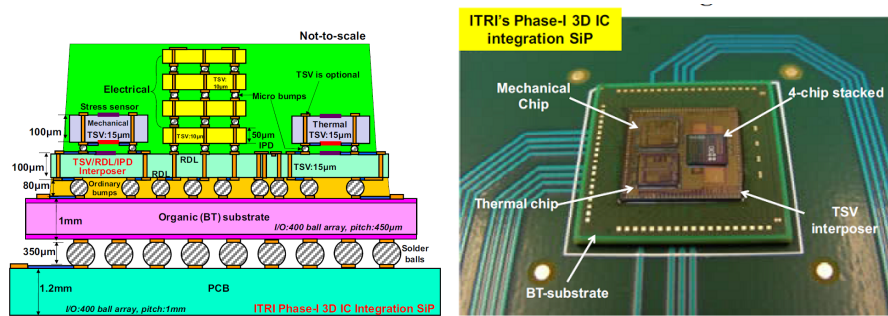 Not-to-scale
Electrical
TSV:
10μm
TSV is optional
Micro bumps
Stress sensor
100μm
Mechanical
TSV:15μm
TSV:10μm
50μm
IPD
Thermal
TSV:15μm
100μm
TSV/RDL/IPD
Interposer
RDL
RDL
TSV:15μm
80μm
Ordinary
bumps
1mm
Organic (BT) substrate
I/O:400 ball array, pitch:450μm
350μm
Solder
balls
1.2mm
PCB
I/O:400 ball array, pitch:1mm
ITRI Phase-I 3D IC Integration SiP
ITRI's Phase-I 3D IC
integration SiP
Mechanical
Chip
4-chip stacked
Thermal chip
TSV
interposer
BT-substrate